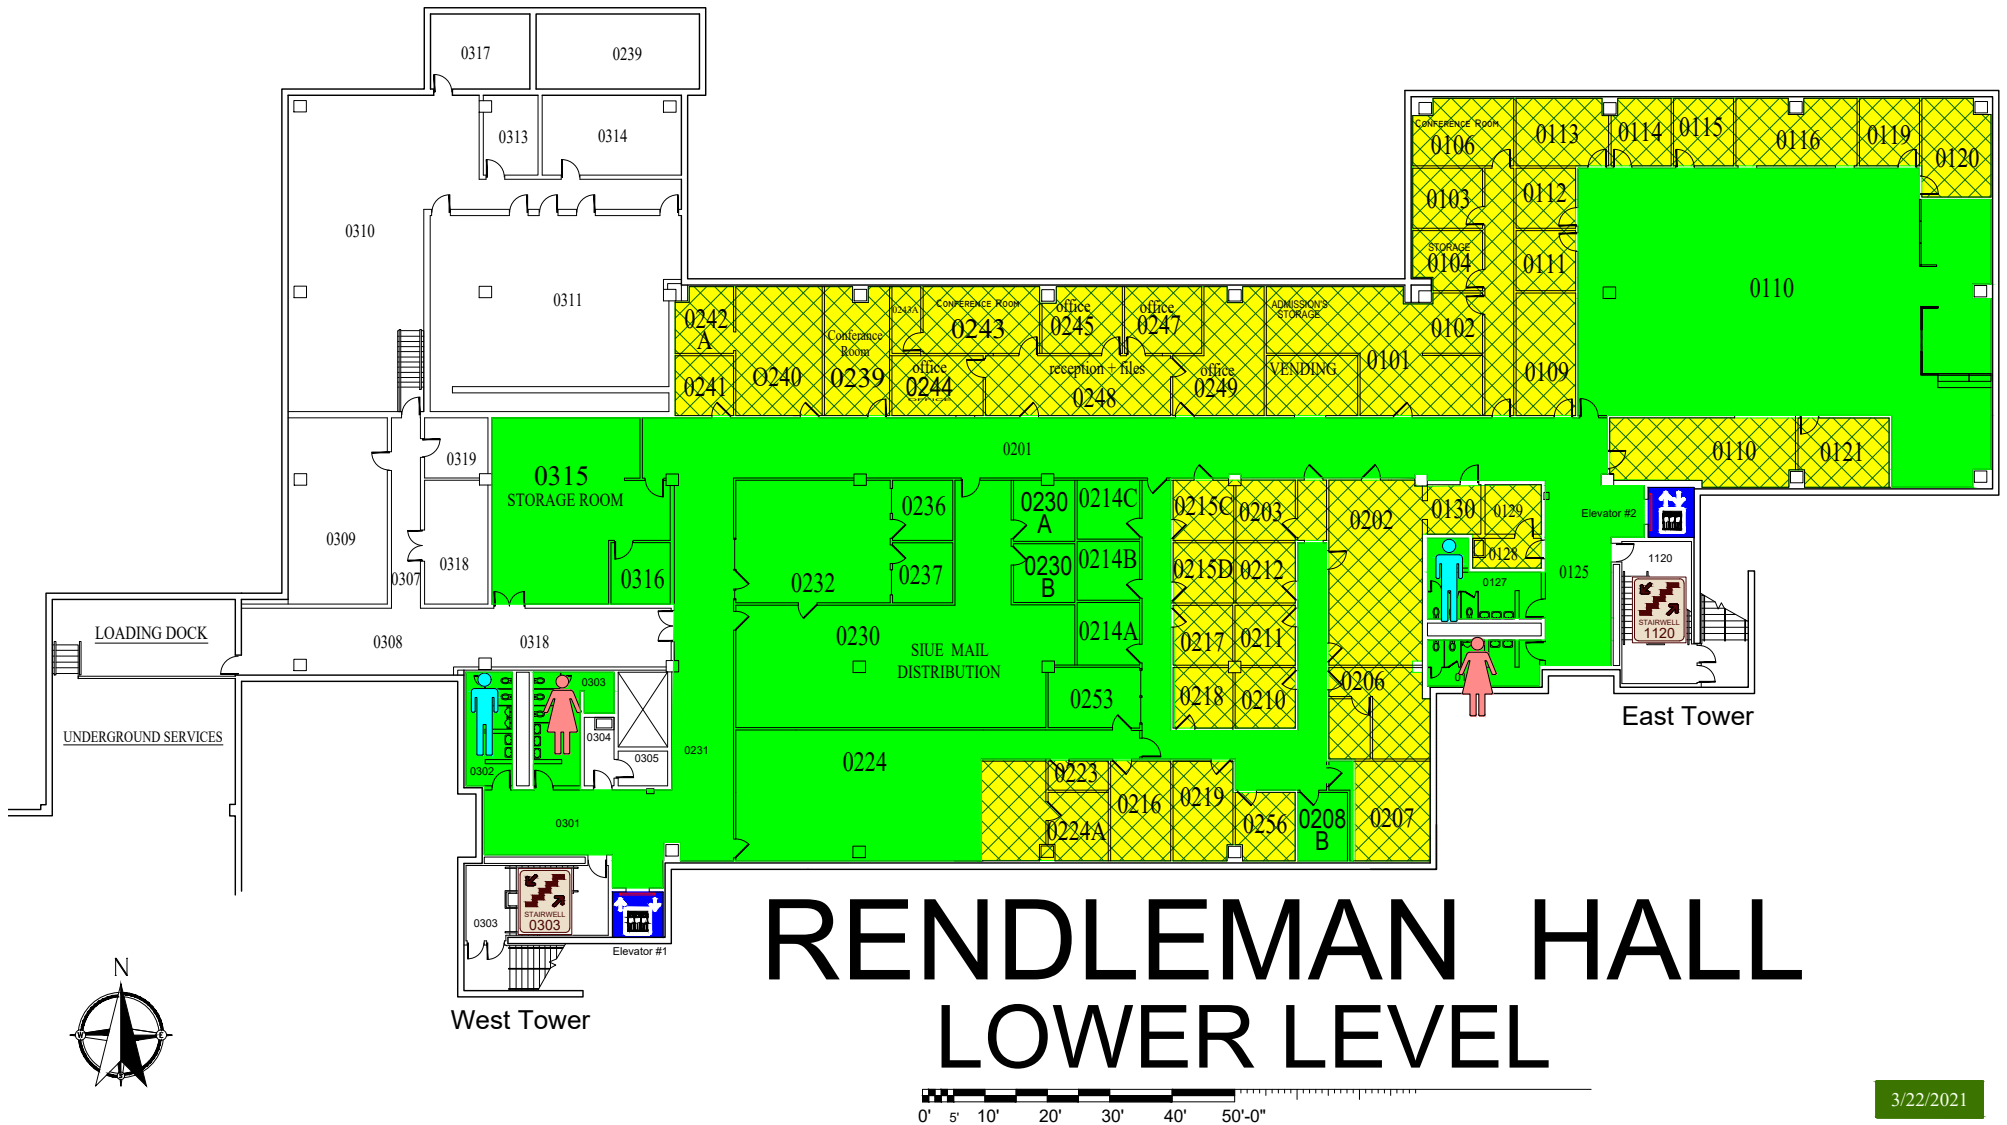 0317
0239
0313
0314
0310
0311
CONFERENCE ROOM
0106
0113
0114
0115
0116
0119
0120
0103
0112
STORAGE
0104
0111
0110
0102
0109
0242
A
0241
O240
Conferance
Room
0239
0243A
CONFERENCE ROOM
0243
office
0244
OFFICE
office
0245
office
0247
reception + files
0248
office
0249
ADMISSION'S
STORAGE
VENDING
0101
0110
0121
0201
0319
0315
STORAGE ROOM
0309
0307
0318
0316
0232
0236
0237
0230
A
0230
B
0214C
0214B
0214A
0215C
0203
0202
0215D
0212
0217
0211
0218
0210
0130
0129
0128
0127
0125
Elevator #2
1120
STAIRWELL
1120
East Tower
0206
LOADING DOCK
0308
0318
0230
SIUE MAIL
DISTRIBUTION
0253
UNDERGROUND SERVICES
0303
0304
0305
0302
0231
0224
0223
0224A
0216
0219
0256
0208
B
0207
0301
0303
STAIRWELL
0303
Elevator #1
West Tower
N
W
E
S
RENDLEMAN HALL
LOWER LEVEL
0' 5' 10' 20' 30' 40' 50'-0"
3/22/2021